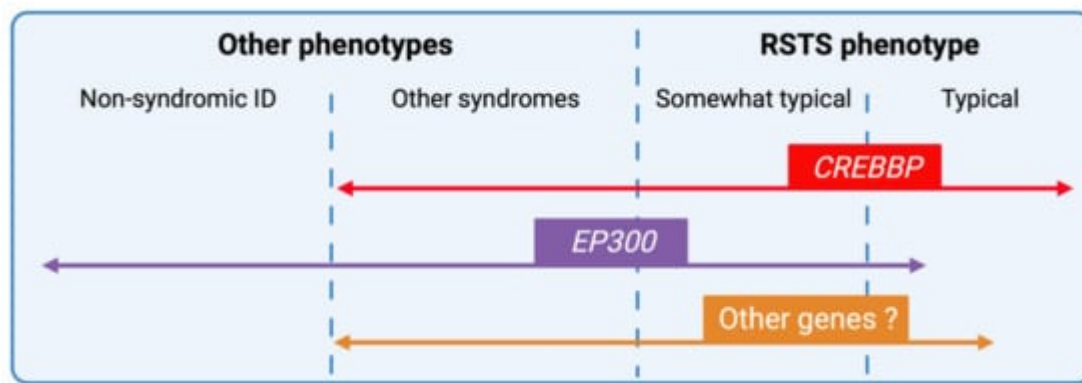 Other phenotypes RSTS phenotype
Non-syndromic ID Other syndromes Somewhat typical Typical
CREBBP
EP300
Other genes ?